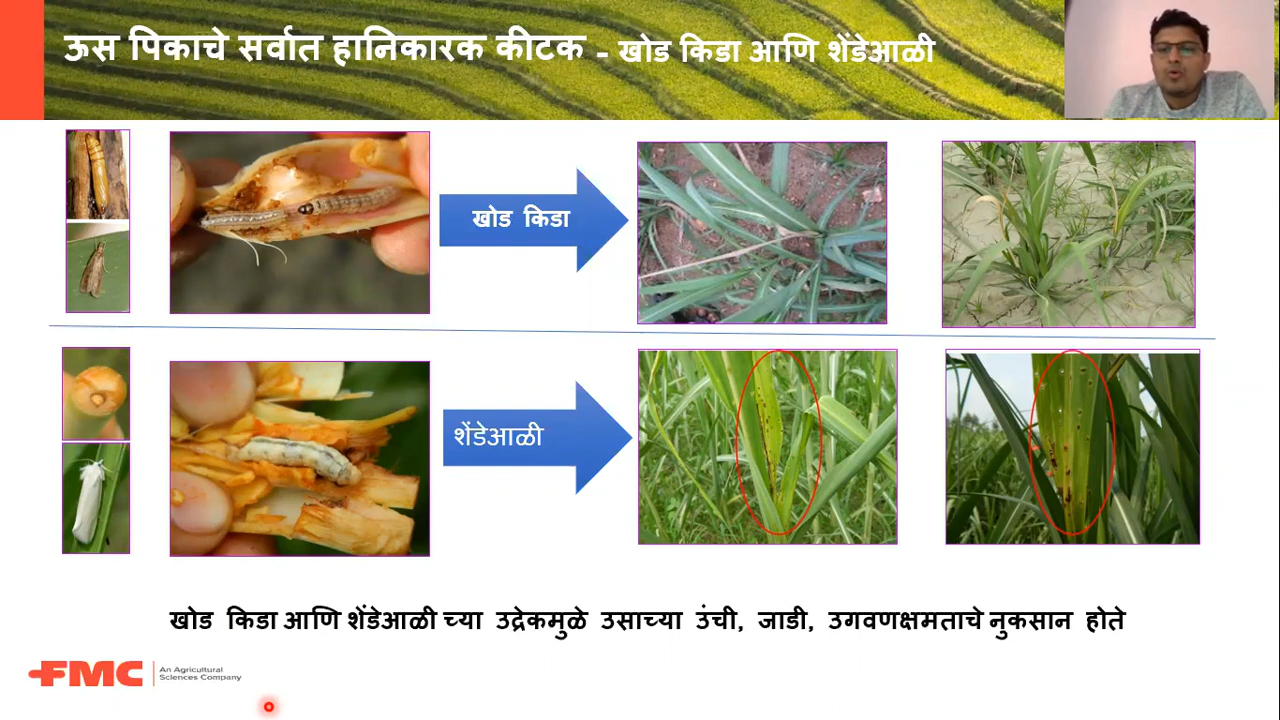 ऊस पिकाचे सर्वात हानिकारक कीटक – खोड किडा आणि शेंडेआळी
खोड किडा
शेंडेआळी
खोड किडा आणि शेंडेआळी च्या उद्रेकमुळे उसाच्या उंची, जाडी, उगवणक्षमताचे नुकसान होते
FMC
An Agricultural
Sciences Company